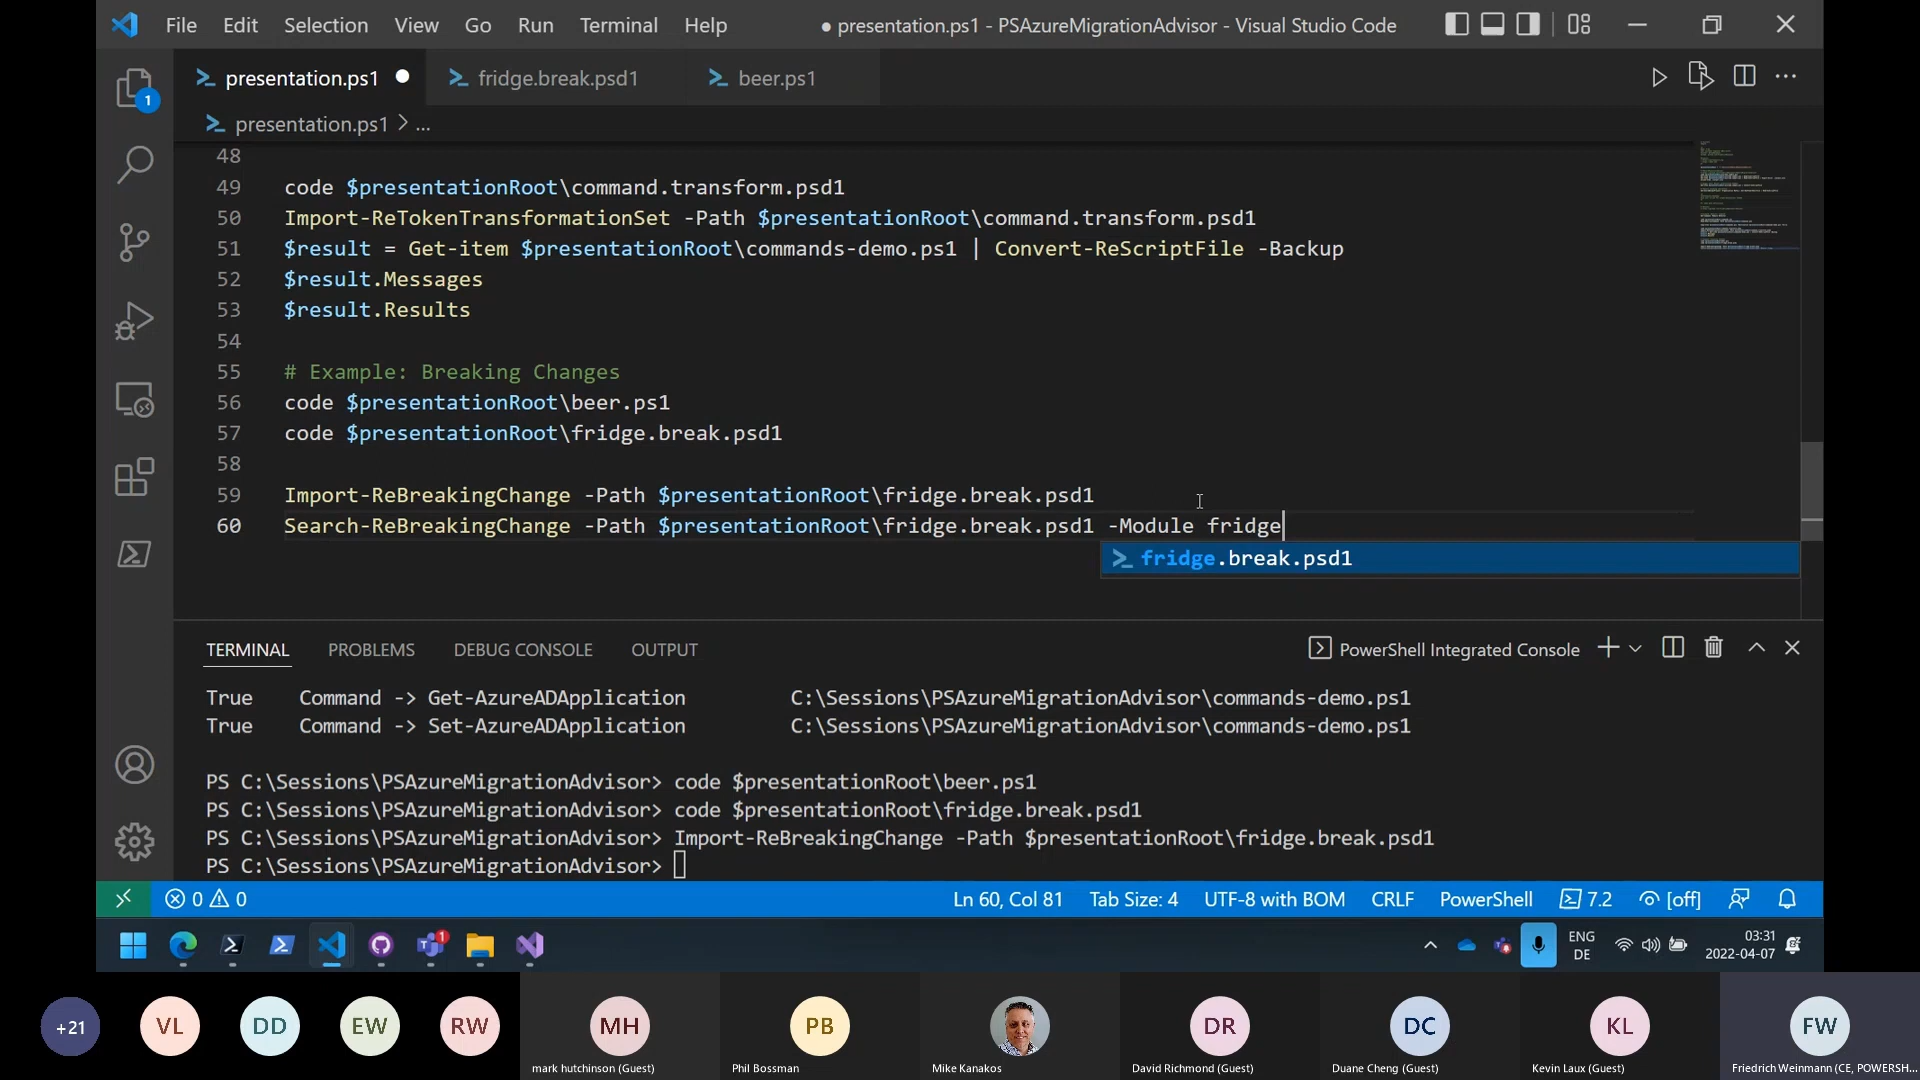 File Edit Selection View Go Run Terminal Help
● presentation.ps1 - PSAzureMigrationAdvisor - Visual Studio Code
presentation.ps1 fridge.break.psd1 beer.ps1
presentation.ps1 > ...
1
48
49 code $presentationRoot\command.transform.psd1
50 Import-ReTokenTransformationSet -Path $presentationRoot\command.transform.psd1
51 $result = Get-item $presentationRoot\commands-demo.ps1 | Convert-ReScriptFile -Backup
52 $result.Messages
53 $result.Results
54
55 # Example: Breaking Changes
56 code $presentationRoot\beer.ps1
57 code $presentationRoot\fridge.break.psd1
58
59 Import-ReBreakingChange -Path $presentationRoot\fridge.break.psd1
60 Search-ReBreakingChange -Path $presentationRoot\fridge.break.psd1 -Module fridge
fridge.break.psd1
TERMINAL PROBLEMS DEBUG CONSOLE OUTPUT PowerShell Integrated Console
True Command -> Get-AzureADApplication C:\Sessions\PSAzureMigrationAdvisor\commands-demo.ps1
True Command -> Set-AzureADApplication C:\Sessions\PSAzureMigrationAdvisor\commands-demo.ps1
PS C:\Sessions\PSAzureMigrationAdvisor> code $presentationRoot\beer.ps1
PS C:\Sessions\PSAzureMigrationAdvisor> code $presentationRoot\fridge.break.psd1
PS C:\Sessions\PSAzureMigrationAdvisor> Import-ReBreakingChange -Path $presentationRoot\fridge.break.psd1
PS C:\Sessions\PSAzureMigrationAdvisor>
0 0 Ln 60, Col 81 Tab Size: 4 UTF-8 with BOM CRLF PowerShell 7.2 [off]
1
ENG
DE
03:31
2022-04-07
+21 VL DD EW RW MH PB DR DC KL FW
mark hutchinson (Guest) Phil Bossman Mike Kanakos David Richmond (Guest) Duane Cheng (Guest) Kevin Laux (Guest) Friedrich Weinmann (CE, POWERSH...